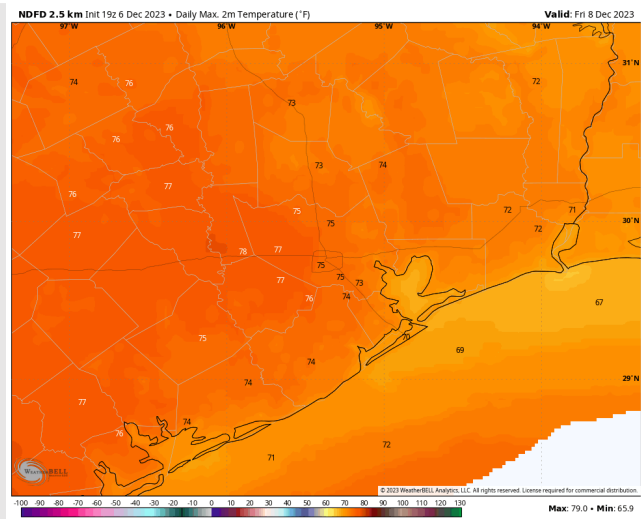 NDFD 2.5 km Init 19z 6 Dec 2023 • Daily Max. 2m Temperature (°F)
Valid: Fri 8 Dec 2023
97°W 96°W 95°W 94°W
31°N
74 76 73 72
76 76
73 74
76 77
75 72 71
30°N
77 75 72
78 77
75
77 75 73
76 74
67
75 70
69
74
29°N
74
77
74
76
72
71
WeatherBELL
© 2023 WeatherBELL Analytics, LLC. All rights reserved. License required for commercial distribution.
-100 -90 -80 -70 -60 -50 -40 -30 -20 -10 0 10 20 30 40 50 60 70 80 90 100 110 120 130
Max: 79.0 • Min: 65.9